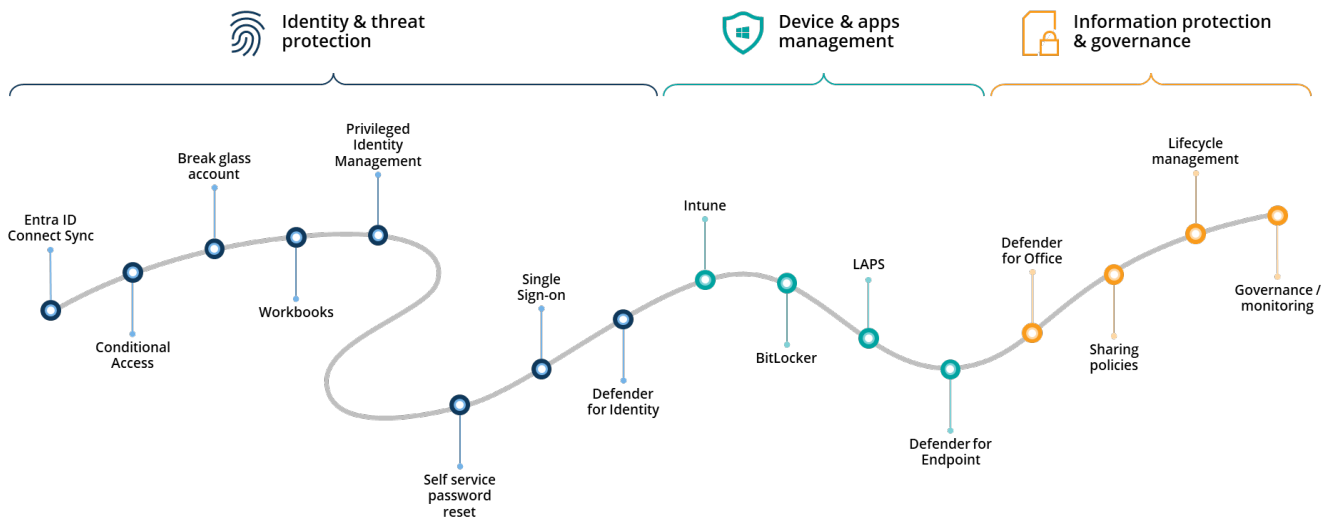 Identity & threat
protection
Device & apps
management
Information protection
& governance
Entra ID
Connect Sync
Conditional
Access
Break glass
account
Workbooks
Privileged
Identity
Management
Self service
password
reset
Single
Sign-on
Defender
for Identity
Intune
BitLocker
LAPS
Defender for
Endpoint
Defender
for Office
Sharing
policies
Lifecycle
management
Governance /
monitoring